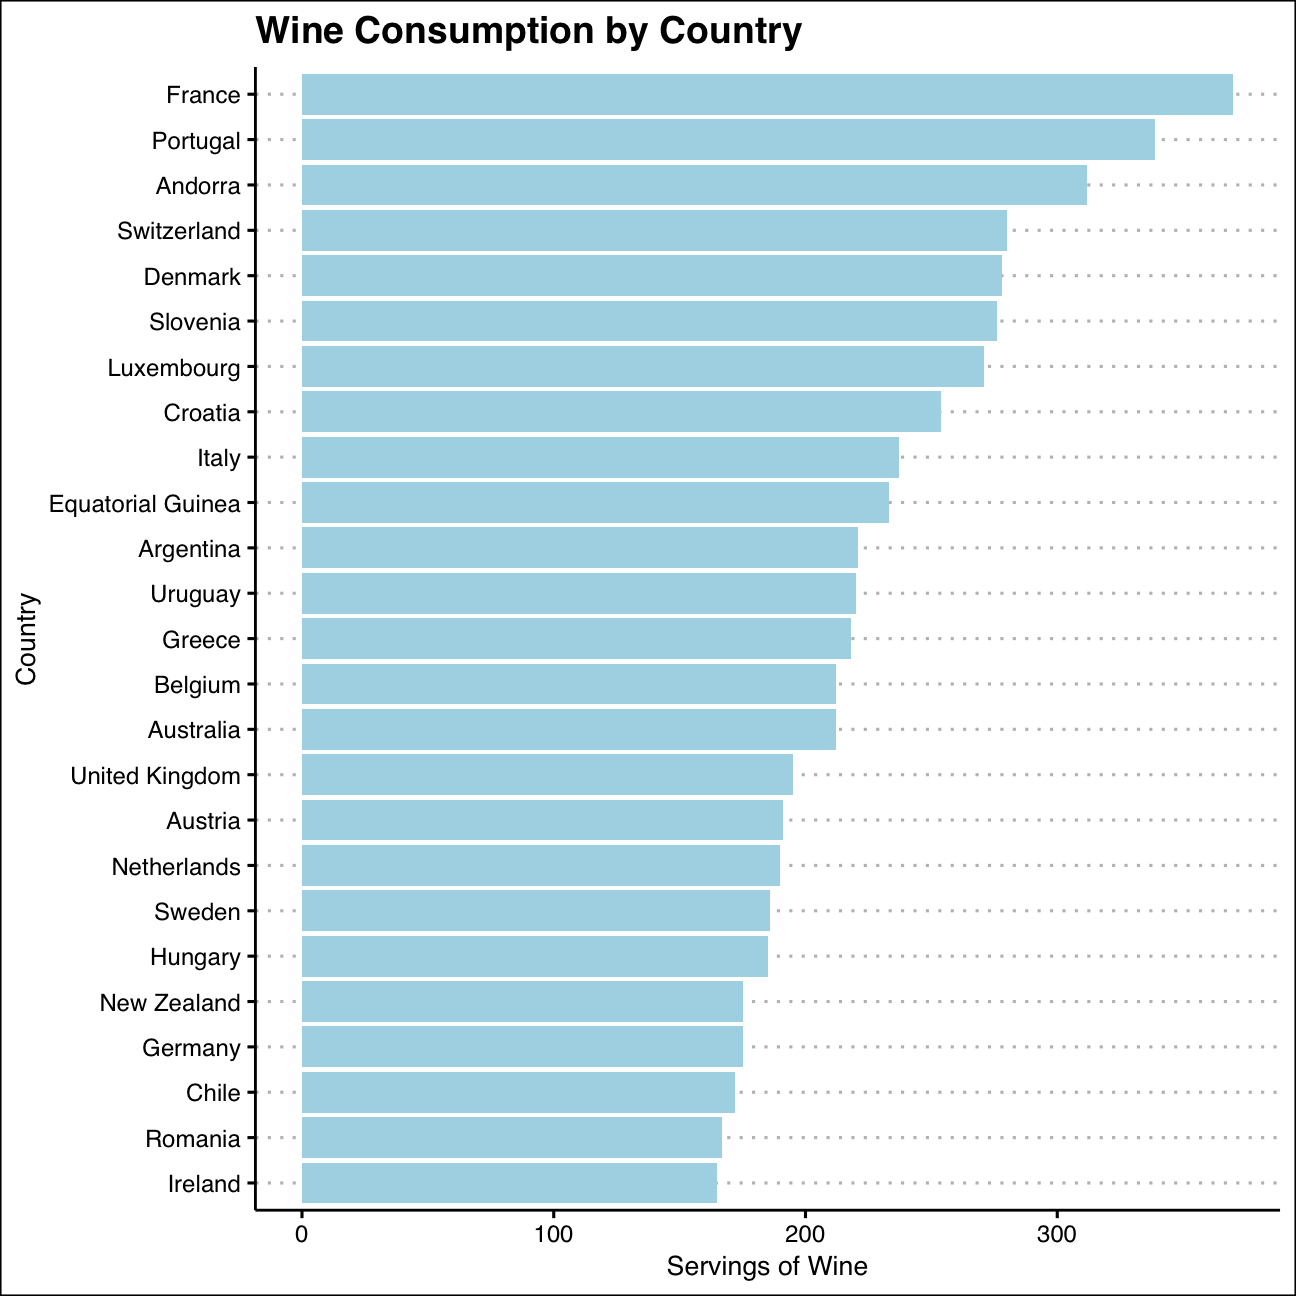 Wine Consumption by Country
France
Portugal
Andorra
Switzerland
Denmark
Slovenia
Luxembourg
Croatia
Italy
Equatorial Guinea
Argentina
Uruguay
Greece
Belgium
Australia
United Kingdom
Austria
Netherlands
Sweden
Hungary
New Zealand
Germany
Chile
Romania
Ireland
Country
0 100 200 300
Servings of Wine